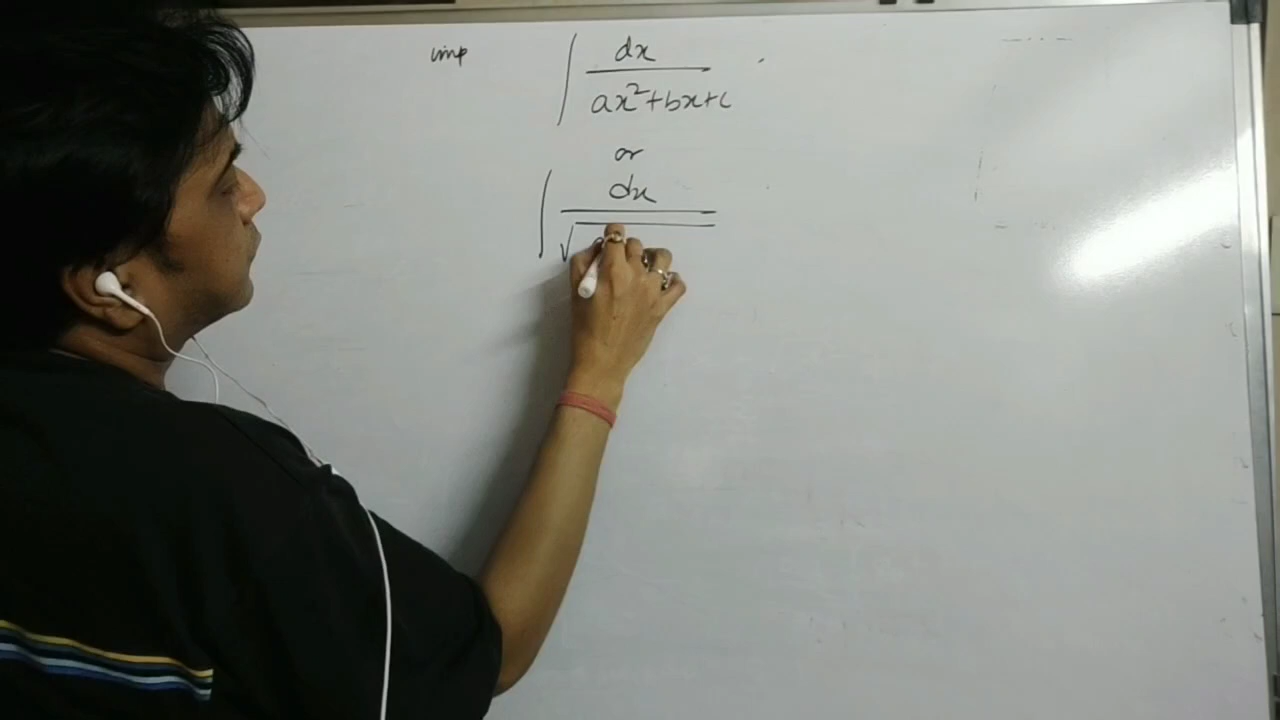 imp ∫ dx
ax²+bx+c
or
∫ dx
√